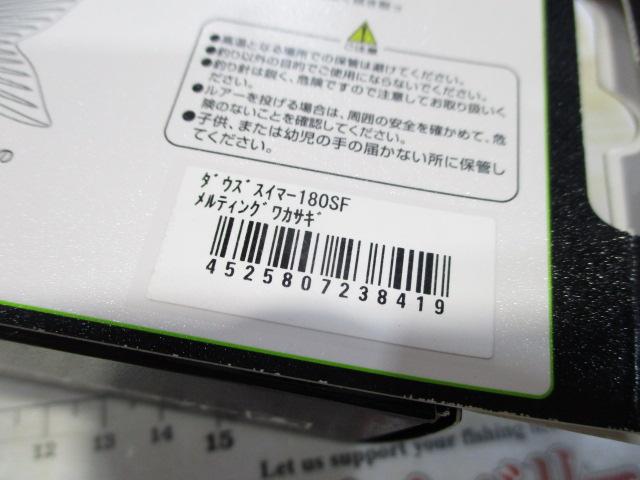 ご注意
●高温となる場所での保管は避けてください。
●釣り以外の目的でご使用にならないでください。
●釣り針は鋭く、危険ですので注意してお取り扱いく
ださい。
●ルアーを投げる場合は、周囲の安全を確かめて、危
険のないことを確認してください。
●子供、または幼児の手の届かない所に保管し
てください。
ﾀﾞｳｽﾞｽｲﾏｰ180SF
ﾒﾙﾃｨﾝｸﾞﾜｶｻｷﾞ
4525807238419
12 13 14 15
Let us support your fishing